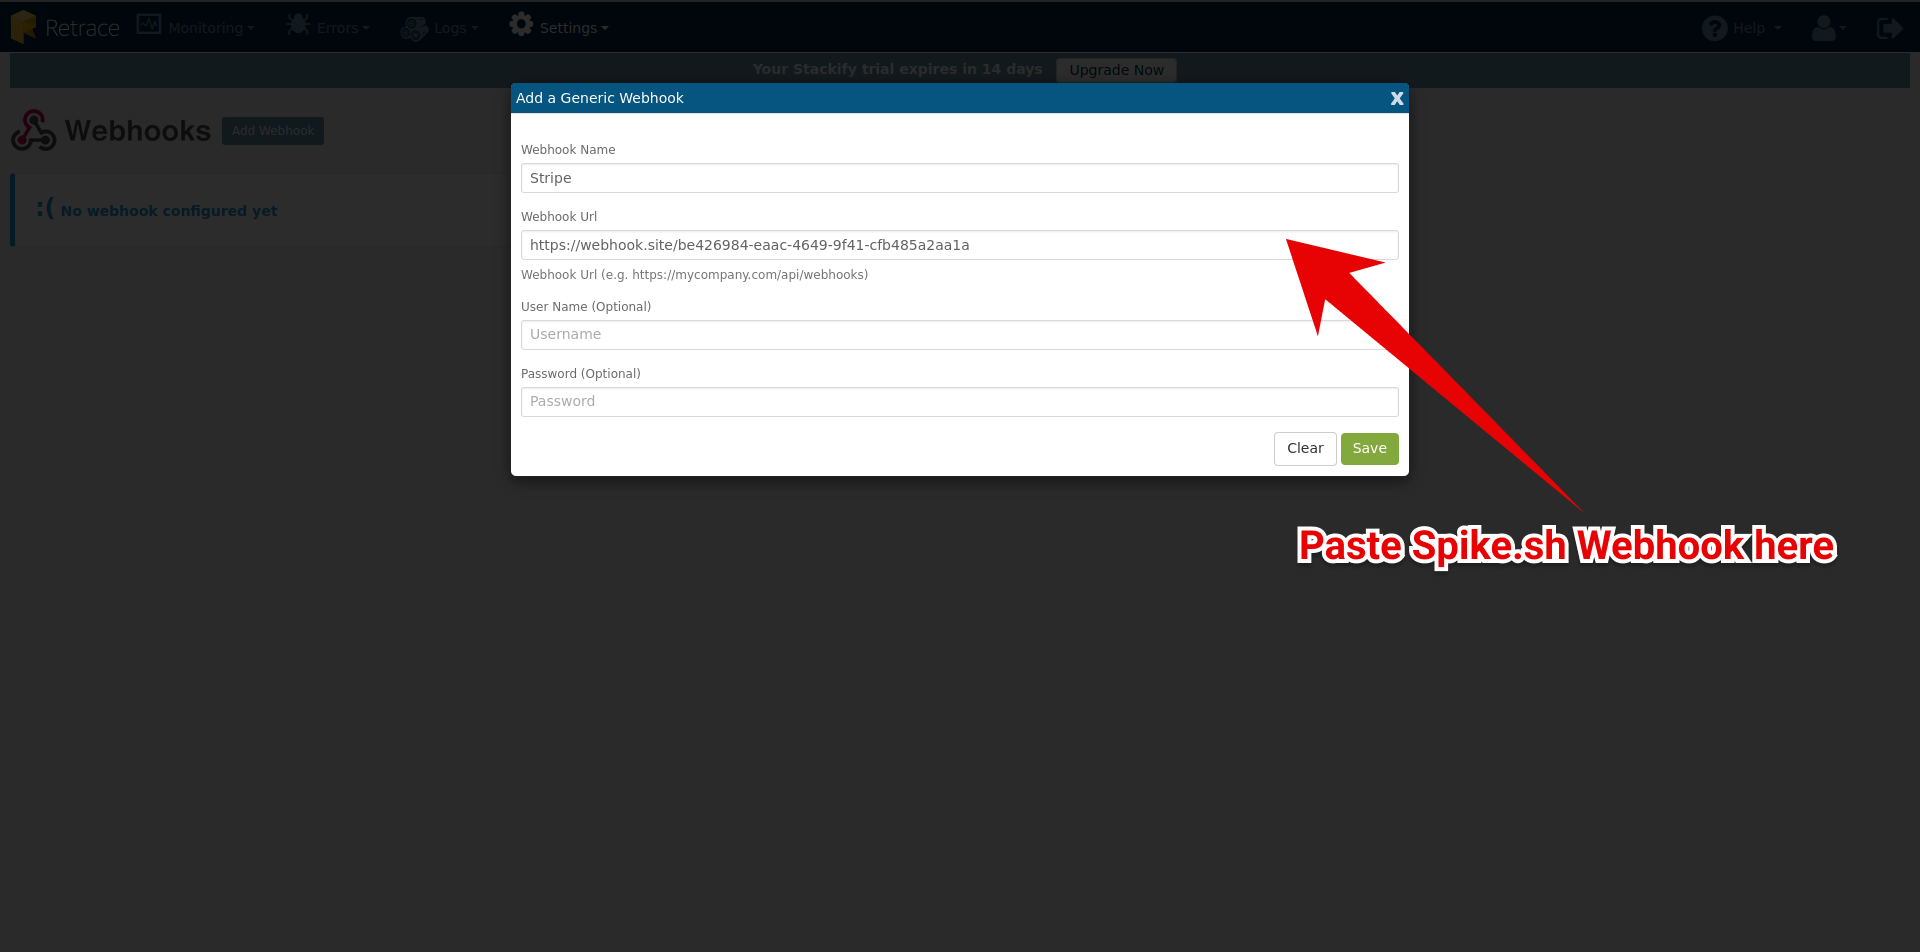 Retrace Monitoring Errors Logs Settings Help
Your Stackify trial expires in 14 days Upgrade Now
Add a Generic Webhook X
Webhooks Add Webhook
Webhook Name
Stripe
:( No webhook configured yet
Webhook Url
https://webhook.site/be426984-eaac-4649-9f41-cfb485a2aa1a
Webhook Url (e.g. https://mycompany.com/api/webhooks)
User Name (Optional)
Username
Password (Optional)
Password
Clear Save
Paste Spike.sh Webhook here